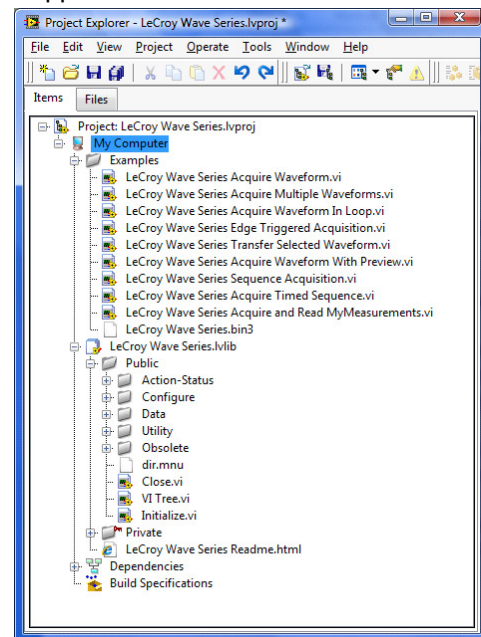 Project Explorer - LeCroy Wave Series.lvproj *
File Edit View Project Operate Tools Window Help
Items Files
Project: LeCroy Wave Series.lvproj
My Computer
Examples
LeCroy Wave Series Acquire Waveform.vi
LeCroy Wave Series Acquire Multiple Waveforms.vi
LeCroy Wave Series Acquire Waveform In Loop.vi
LeCroy Wave Series Edge Triggered Acquisition.vi
LeCroy Wave Series Transfer Selected Waveform.vi
LeCroy Wave Series Acquire Waveform With Preview.vi
LeCroy Wave Series Sequence Acquisition.vi
LeCroy Wave Series Acquire Timed Sequence.vi
LeCroy Wave Series Acquire and Read MyMeasurements.vi
LeCroy Wave Series.bin3
LeCroy Wave Series.lvlib
Public
Action-Status
Configure
Data
Utility
Obsolete
dir.mnu
Close.vi
VI Tree.vi
Initialize.vi
Private
LeCroy Wave Series Readme.html
Dependencies
Build Specifications